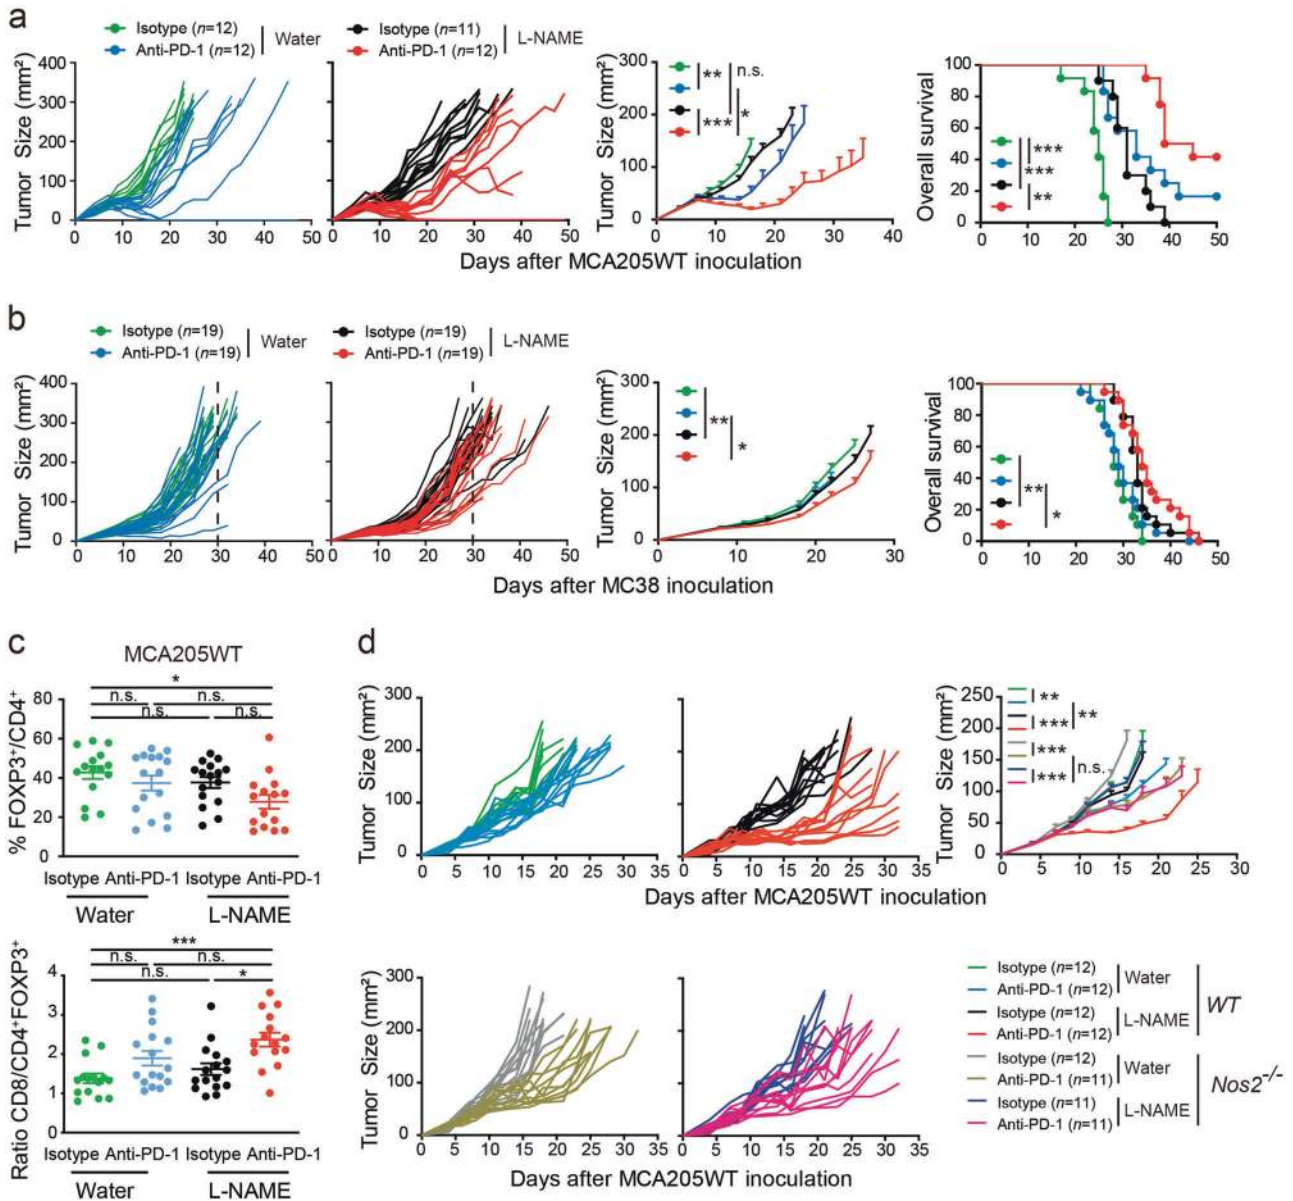 a
Isotype (n=12)
Anti-PD-1 (n=12)
Water
Isotype (n=11)
Anti-PD-1 (n=12)
L-NAME
Tumor Size (mm²)
400
300
200
100
0
0 10 20 30 40 50
0 10 20 30 40 50
Tumor Size (mm²)
300
200
100
0
** n.s.
*** *
0 10 20 30 40
Overall survival
100
80
60
40
20
0
***
***
**
0 10 20 30 40 50
Days after MCA205WT inoculation
b
Isotype (n=19)
Anti-PD-1 (n=19)
Water
Isotype (n=19)
Anti-PD-1 (n=19)
L-NAME
Tumor Size (mm²)
400
300
200
100
0
0 10 20 30 40 50
0 10 20 30 40 50
Tumor Size (mm²)
300
200
100
0
**
*
0 10 20 30
Overall survival
100
80
60
40
20
0
**
*
0 10 20 30 40 50
Days after MC38 inoculation
c
MCA205WT
% FOXP3⁺/CD4⁺
80
60
40
20
0
*
n.s. n.s.
n.s. n.s.
Isotype Anti-PD-1 Isotype Anti-PD-1
Water L-NAME
Ratio CD8/CD4⁺FOXP3⁺
4
3
2
1
0
***
n.s. n.s.
n.s. *
Isotype Anti-PD-1 Isotype Anti-PD-1
Water L-NAME
d
Tumor Size (mm²)
300
200
100
0
0 5 10 15 20 25 30 35
0 5 10 15 20 25 30 35
Tumor Size (mm²)
250
200
150
100
50
0
**
*** **
***
*** n.s.
0 5 10 15 20 25 30
Days after MCA205WT inoculation
Tumor Size (mm²)
300
200
100
0
0 5 10 15 20 25 30 35
0 5 10 15 20 25 30 35
Days after MCA205WT inoculation
Isotype (n=12)
Anti-PD-1 (n=12)
Water
Isotype (n=12)
Anti-PD-1 (n=12)
L-NAME
WT
Isotype (n=12)
Anti-PD-1 (n=11)
Water
Isotype (n=11)
Anti-PD-1 (n=11)
L-NAME
Nos2⁻/⁻